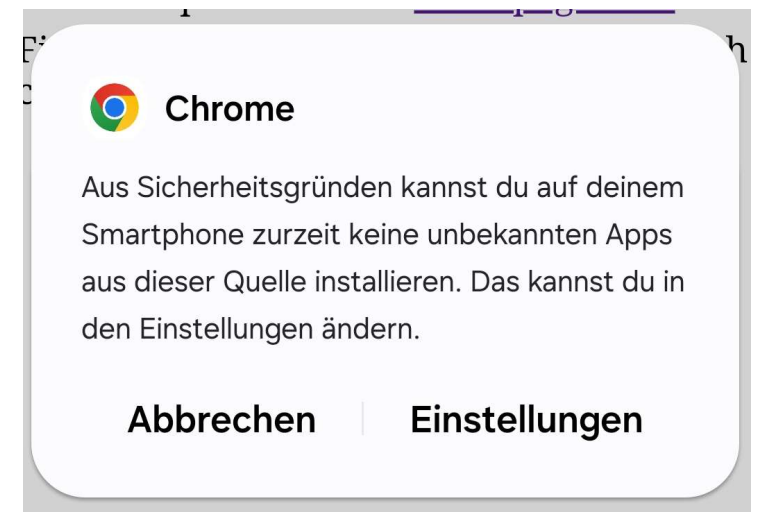 Chrome
Aus Sicherheitsgründen kannst du auf deinem
Smartphone zurzeit keine unbekannten Apps
aus dieser Quelle installieren. Das kannst du in
den Einstellungen ändern.
Abbrechen
Einstellungen